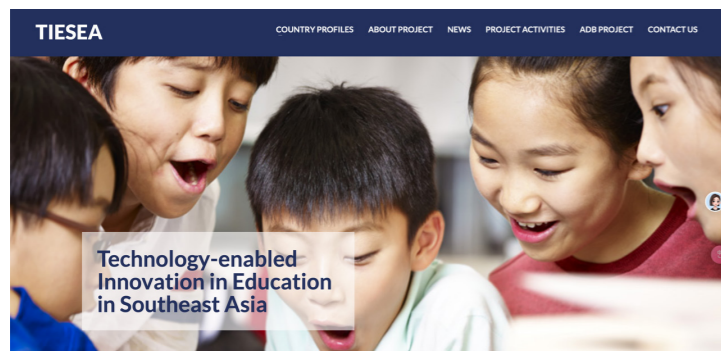 TIESEA
COUNTRY PROFILES ABOUT PROJECT NEWS PROJECT ACTIVITIES ADB PROJECT CONTACT US
Technology-enabled
Innovation in Education
in Southeast Asia